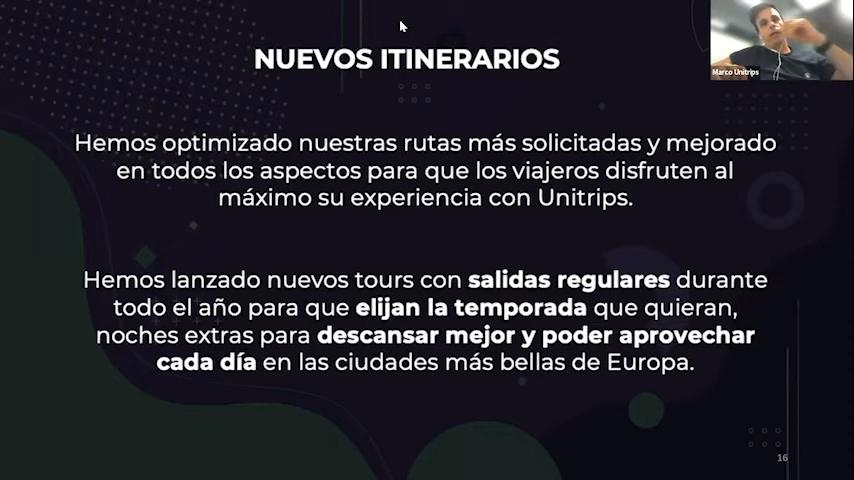 NUEVOS ITINERARIOS
Marco Unitrips
Hemos optimizado nuestras rutas más solicitadas y mejorado
en todos los aspectos para que los viajeros disfruten al
máximo su experiencia con Unitrips.
Hemos lanzado nuevos tours con salidas regulares durante
todo el año para que elijan la temporada que quieran,
noches extras para descansar mejor y poder aprovechar
cada día en las ciudades más bellas de Europa.
16